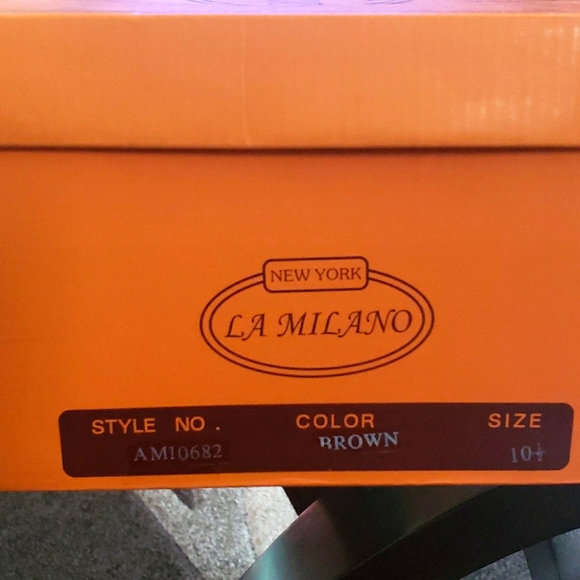 NEW YORK
LA MILANO
STYLE NO. COLOR SIZE
AM10682 BROWN 10½